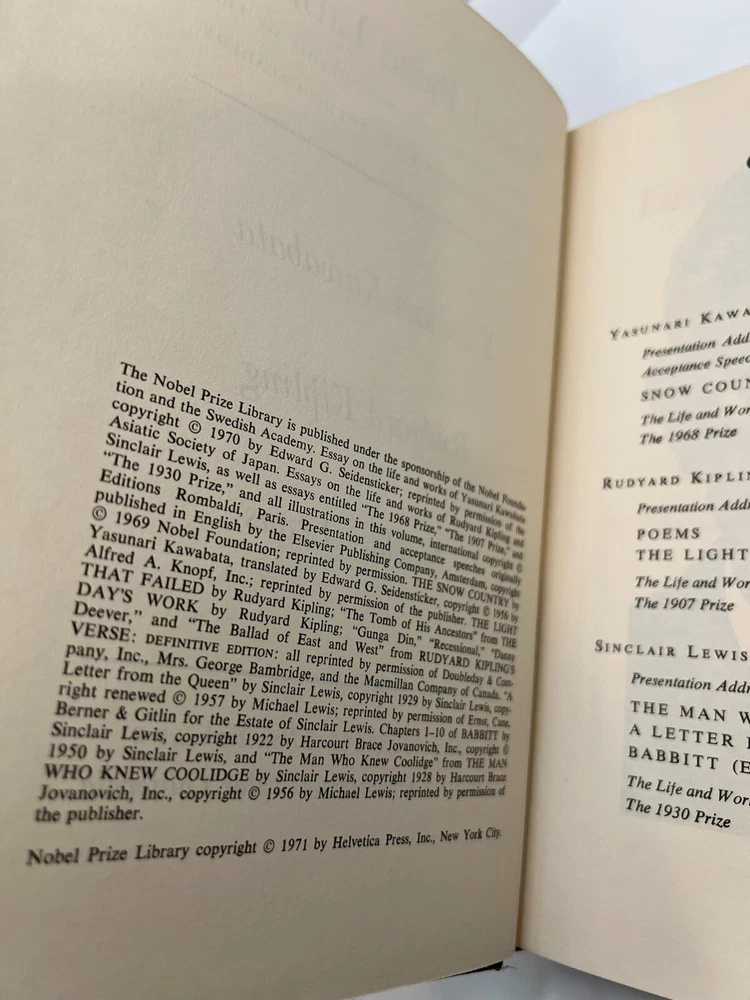 The Nobel Prize Library is published under the sponsorship of the Nobel Founda-
tion and the Swedish Academy. Essay on the life and works of Yasunari Kawabata
copyright © 1970 by Edward G. Seidensticker; reprinted by permission of the
Asiatic Society of Japan. Essays on the life and works of Rudyard Kipling and
Sinclair Lewis, as well as essays entitled "The 1968 Prize," "The 1907 Prize," and
"The 1930 Prize," and all illustrations in this volume, international copyright ©
Editions Rombaldi, Paris. Presentation and acceptance speeches originally
published in English by the Elsevier Publishing Company, Amsterdam, copyright
© 1969 Nobel Foundation; reprinted by permission. THE SNOW COUNTRY by
Yasunari Kawabata, translated by Edward G. Seidensticker, copyright © 1956 by
Alfred A. Knopf, Inc.; reprinted by permission of the publisher. THE LIGHT
THAT FAILED by Rudyard Kipling; "The Tomb of His Ancestors" from THE
DAY'S WORK by Rudyard Kipling; "Gunga Din," "Recessional," "Danny
Deever," and "The Ballad of East and West" from RUDYARD KIPLING'S
VERSE: DEFINITIVE EDITION: all reprinted by permission of Doubleday & Com-
pany, Inc., Mrs. George Bambridge, and the Macmillan Company of Canada. "A
Letter from the Queen" by Sinclair Lewis, copyright 1929 by Sinclair Lewis, copy-
right renewed © 1957 by Michael Lewis; reprinted by permission of Ernst, Cane,
Berner & Gitlin for the Estate of Sinclair Lewis. Chapters 1–10 of BABBITT by
Sinclair Lewis, copyright 1922 by Harcourt Brace Jovanovich, Inc., copyright ©
1950 by Sinclair Lewis, and "The Man Who Knew Coolidge" from THE MAN
WHO KNEW COOLIDGE by Sinclair Lewis, copyright 1928 by Harcourt Brace
Jovanovich, Inc., copyright © 1956 by Michael Lewis; reprinted by permission of
the publisher.
Nobel Prize Library copyright © 1971 by Helvetica Press, Inc., New York City.
YASUNARI KAWA
Presentation Add
Acceptance Speec
SNOW COUN
The Life and Wor
The 1968 Prize
RUDYARD KIPLIN
Presentation Addr
POEMS
THE LIGHT
The Life and Wor
The 1907 Prize
SINCLAIR LEWIS
Presentation Addr
THE MAN W
A LETTER
BABBITT (E
The Life and Work
The 1930 Prize